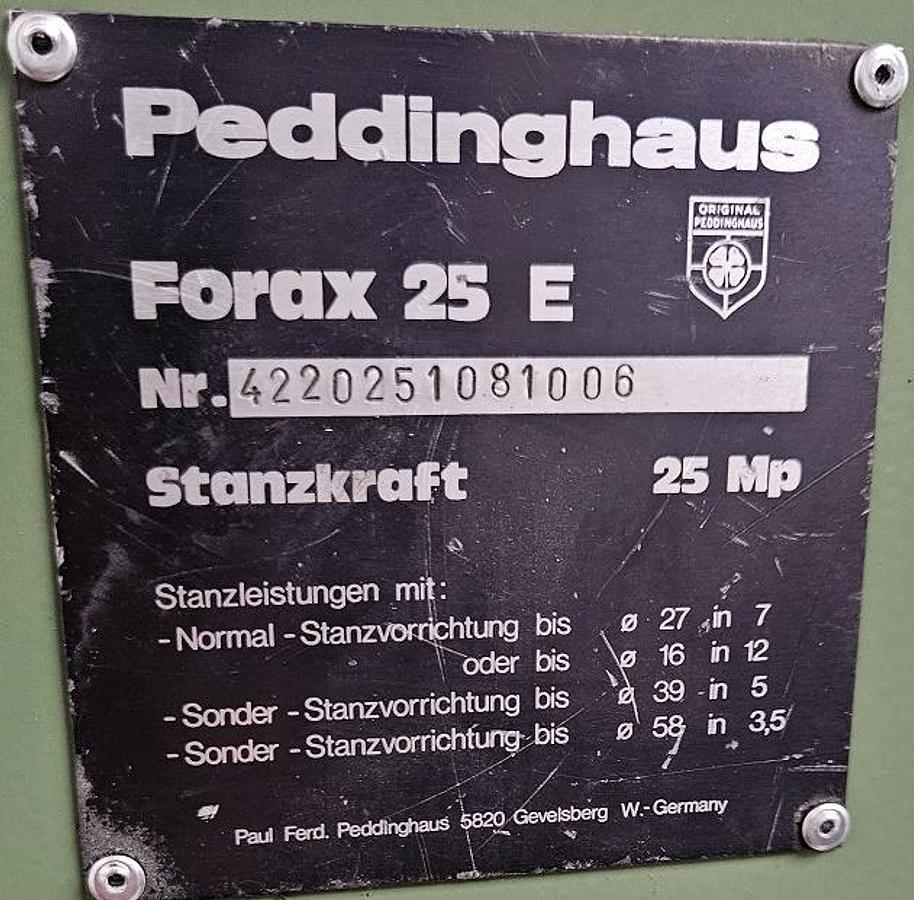 Peddinghaus
ORIGINAL
PEDDINGHAUS
Forax 25 E
Nr. 4220251081006
Stanzkraft 25 Mp
Stanzleistungen mit:
-Normal -Stanzvorrichtung bis ø 27 in 7
oder bis ø 16 in 12
-Sonder -Stanzvorrichtung bis ø 39 in 5
-Sonder -Stanzvorrichtung bis ø 58 in 3,5
Paul Ferd. Peddinghaus 5820 Gevelsberg W.-Germany